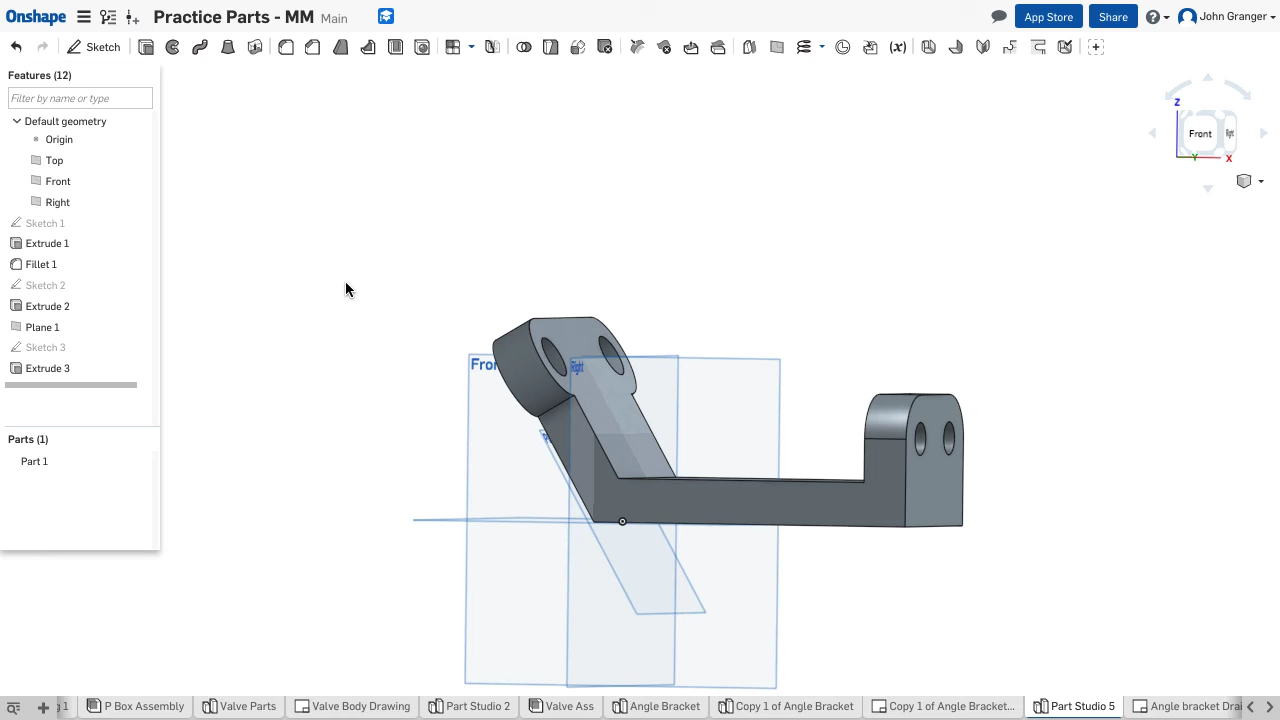 Onshape Practice Parts - MM Main App Store Share John Granger
Sketch (x)
Features (12)
Filter by name or type
Default geometry
Origin
Top
Front
Right
Sketch 1
Extrude 1
Fillet 1
Sketch 2
Extrude 2
Plane 1
Sketch 3
Extrude 3
Parts (1)
Part 1
Z
Front Right
Y X
Fron
Right
P Box Assembly Valve Parts Valve Body Drawing Part Studio 2 Valve Ass Angle Bracket Copy 1 of Angle Bracket Copy 1 of Angle Bracket... Part Studio 5 Angle bracket Dra